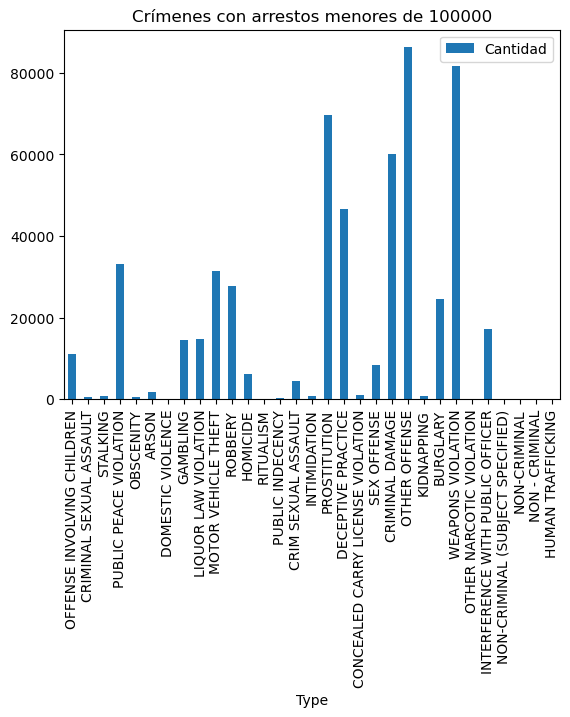 Crímenes con arrestos menores de 100000
Cantidad
80000
60000
40000
20000
0
OFFENSE INVOLVING CHILDREN
CRIMINAL SEXUAL ASSAULT
STALKING
PUBLIC PEACE VIOLATION
OBSCENITY
ARSON
DOMESTIC VIOLENCE
GAMBLING
LIQUOR LAW VIOLATION
MOTOR VEHICLE THEFT
ROBBERY
HOMICIDE
RITUALISM
PUBLIC INDECENCY
CRIM SEXUAL ASSAULT
INTIMIDATION
PROSTITUTION
DECEPTIVE PRACTICE
CONCEALED CARRY LICENSE VIOLATION
SEX OFFENSE
CRIMINAL DAMAGE
OTHER OFFENSE
KIDNAPPING
BURGLARY
WEAPONS VIOLATION
OTHER NARCOTIC VIOLATION
INTERFERENCE WITH PUBLIC OFFICER
NON-CRIMINAL (SUBJECT SPECIFIED)
NON-CRIMINAL
NON - CRIMINAL
HUMAN TRAFFICKING
Type